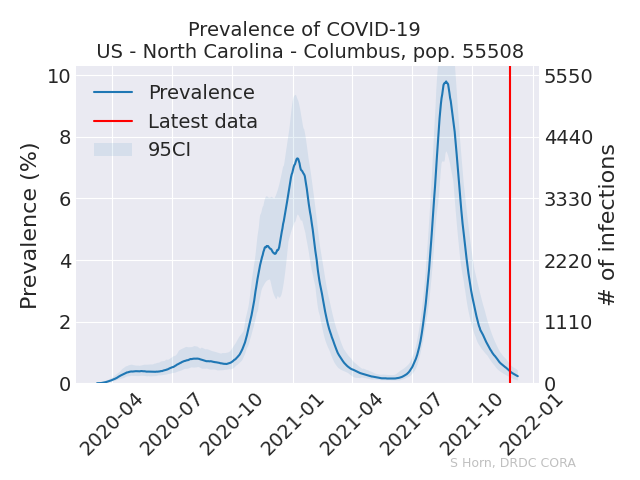 Prevalence of COVID-19
US - North Carolina - Columbus, pop. 55508
Prevalence
Latest data
95CI
Prevalence (%)
10
8
6
4
2
0
5550
4440
3330
2220
1110
0
# of infections
2020-04
2020-07
2020-10
2021-01
2021-04
2021-07
2021-10
2022-01
S Horn, DRDC CORA